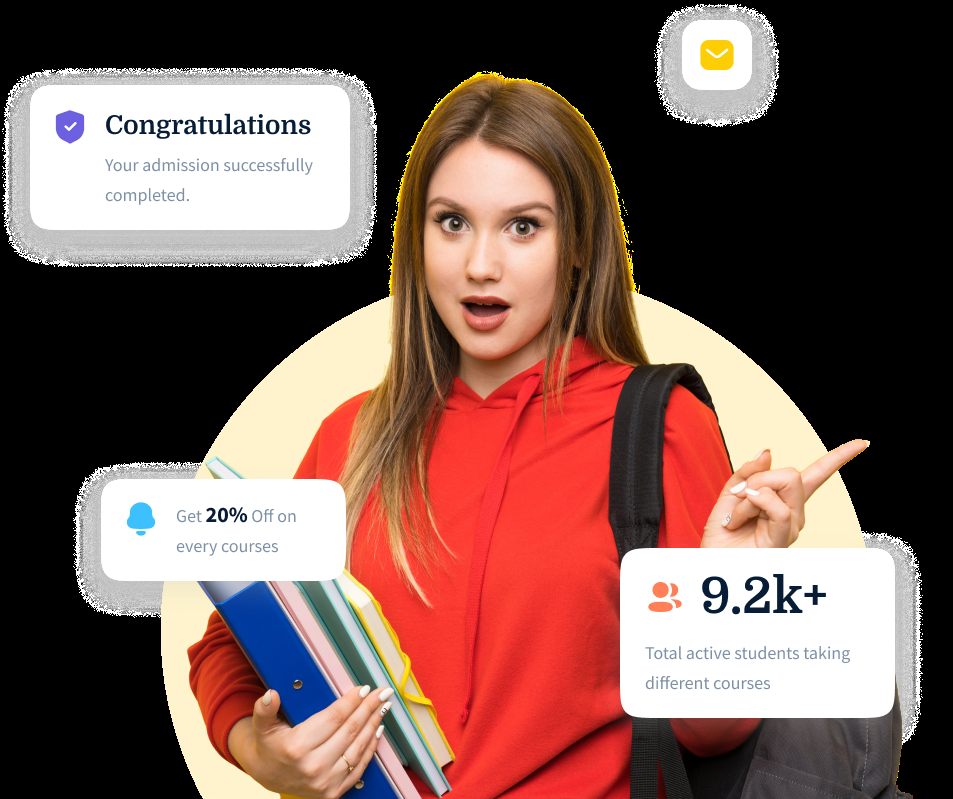 Congratulations
Your admission successfully
completed.
Get 20% Off on
every courses
9.2k+
Total active students taking
different courses